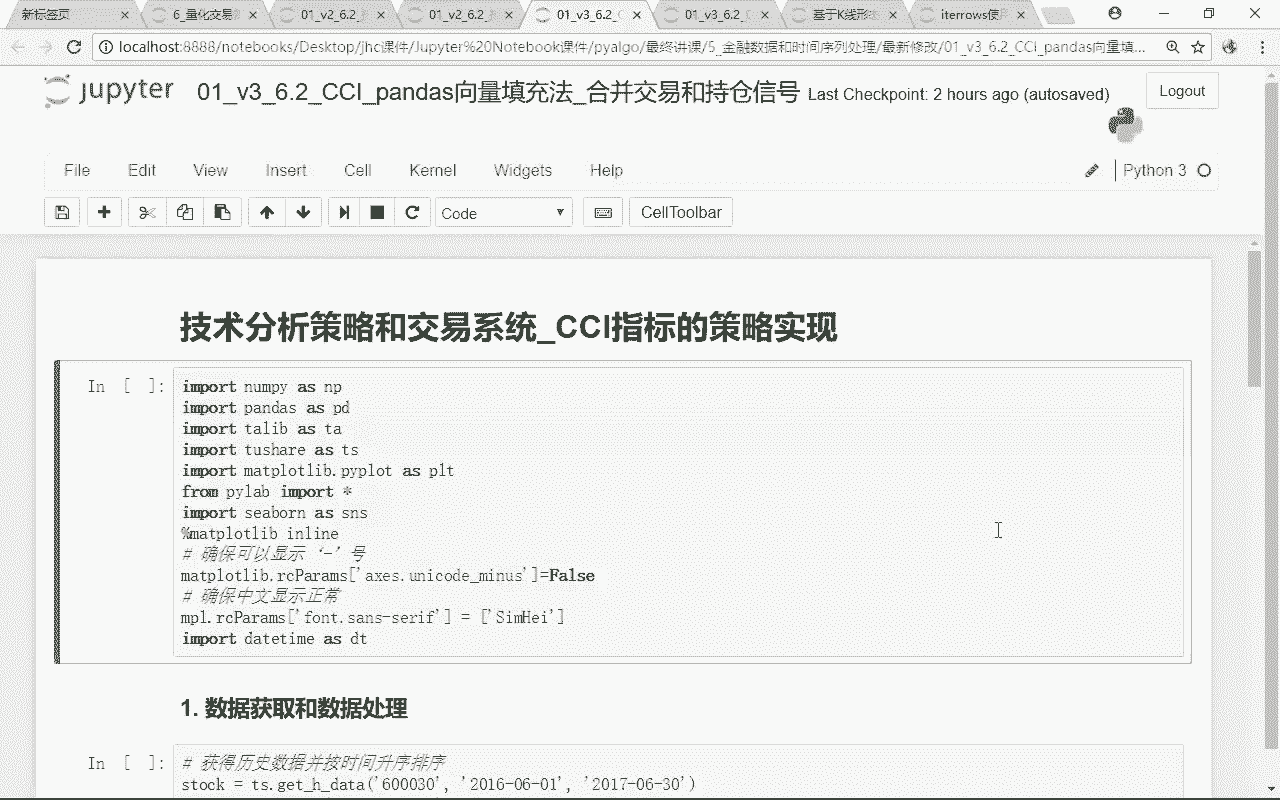 新标签页
6_量化交易
01_v2_6.2_
01_v2_6.2_
01_v3_6.2_
01_v3_6.2_
基于K线形
iterrows使
localhost:8888/notebooks/Desktop/jhc课件/Jupyter%20Notebook课件/pyalgo/最终讲课/5_金融数据和时间序列处理/最新修改/01_v3_6.2_CCI_pandas向量填...
jupyter 01_v3_6.2_CCI_pandas向量填充法_合并交易和持仓信号 Last Checkpoint: 2 hours ago (autosaved) Logout
File Edit View Insert Cell Kernel Widgets Help Python 3
Code CellToolbar
技术分析策略和交易系统_CCI指标的策略实现
In [ ]: import numpy as np
import pandas as pd
import talib as ta
import tushare as ts
import matplotlib.pyplot as plt
from pylab import *
import seaborn as sns
%matplotlib inline
# 确保可以显示‘-’号
matplotlib.rcParams['axes.unicode_minus']=False
# 确保中文显示正常
mpl.rcParams['font.sans-serif'] = ['SimHei']
import datetime as dt
1. 数据获取和数据处理
In [ ]: # 获得历史数据并按时间升序排序
stock = ts.get_h_data('600030', '2016-06-01', '2017-06-30')